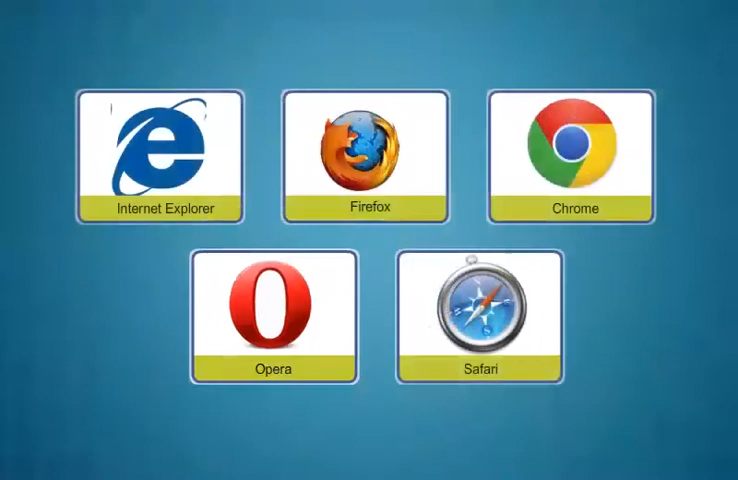 Internet Explorer
Firefox
Chrome
Opera
Safari